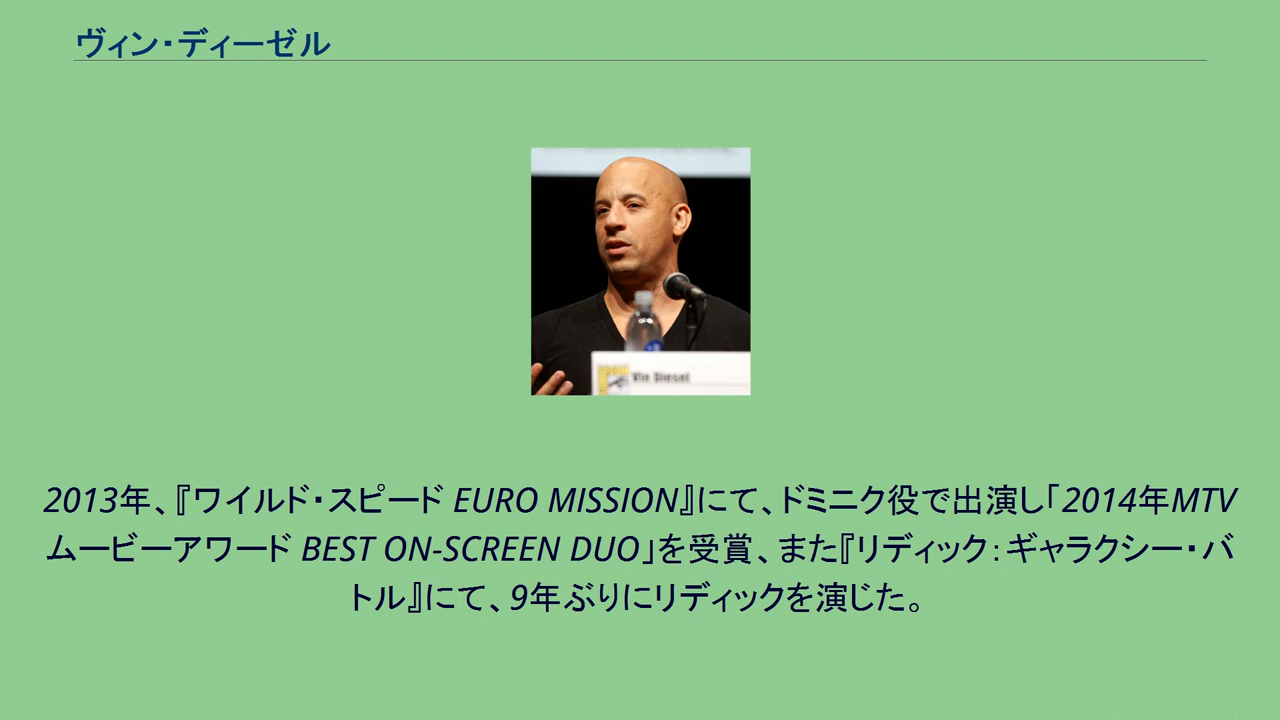 ヴィン・ディーゼル
Vin Diesel
2013年、『ワイルド・スピード EURO MISSION』にて、ドミニク役で出演し「2014年MTV
ムービーアワード BEST ON-SCREEN DUO」を受賞、また『リディック：ギャラクシー・バ
トル』にて、9年ぶりにリディックを演じた。